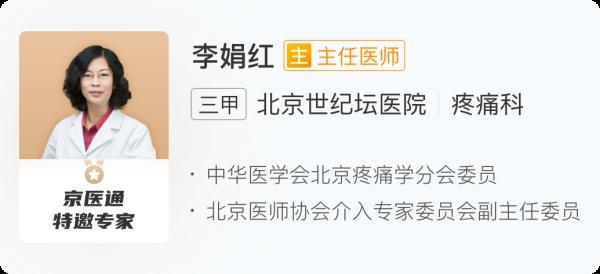 李娟红 主 主任医师
三甲 北京世纪坛医院 疼痛科
· 中华医学会北京疼痛学分会委员
· 北京医师协会介入专家委员会副主任委员
京医通
特邀专家